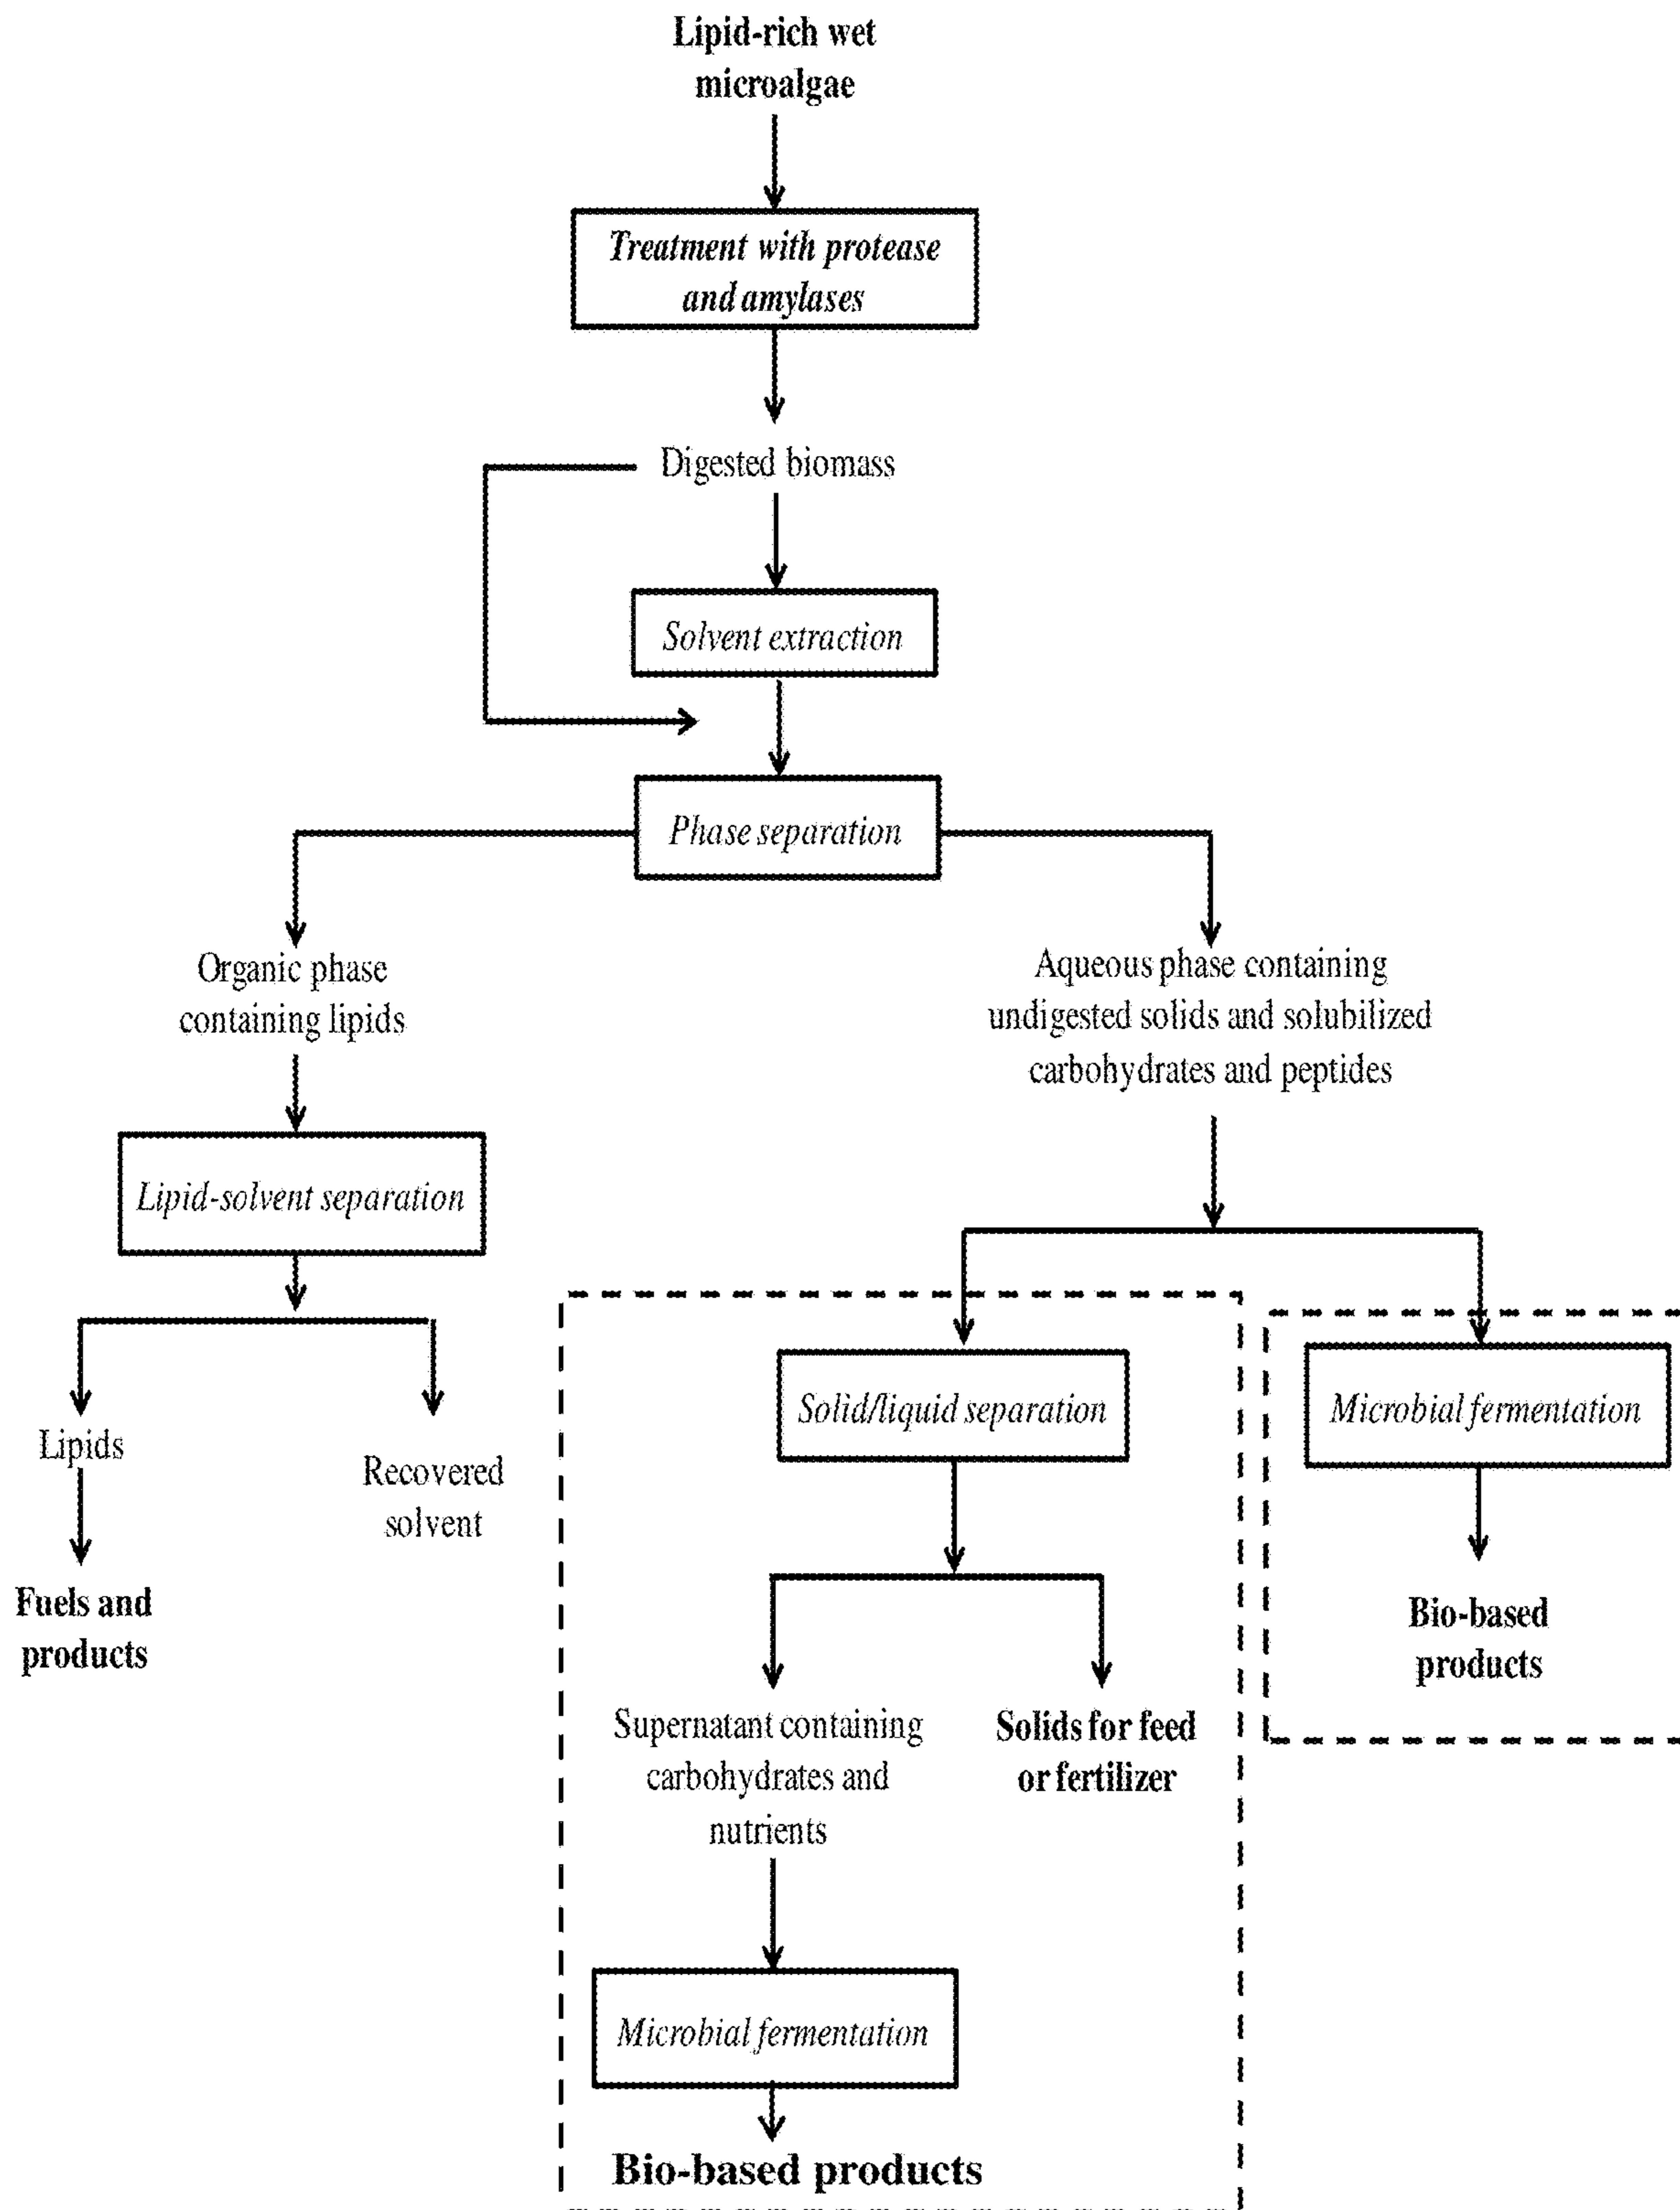 Lipid-rich wet
microalgae
Treatment with protease
and amylases
Digested biomass
Solvent extraction
Phase separation
Organic phase
containing lipids
Aqueous phase containing
undigested solids and solubilized
carbohydrates and peptides
Lipid-solvent separation
Lipids
Recovered
solvent
Fuels and
products
Solid/liquid separation
Microbial fermentation
Bio-based
products
Supernatant containing
carbohydrates and
nutrients
Solids for feed
or fertilizer
Microbial fermentation
Bio-based products